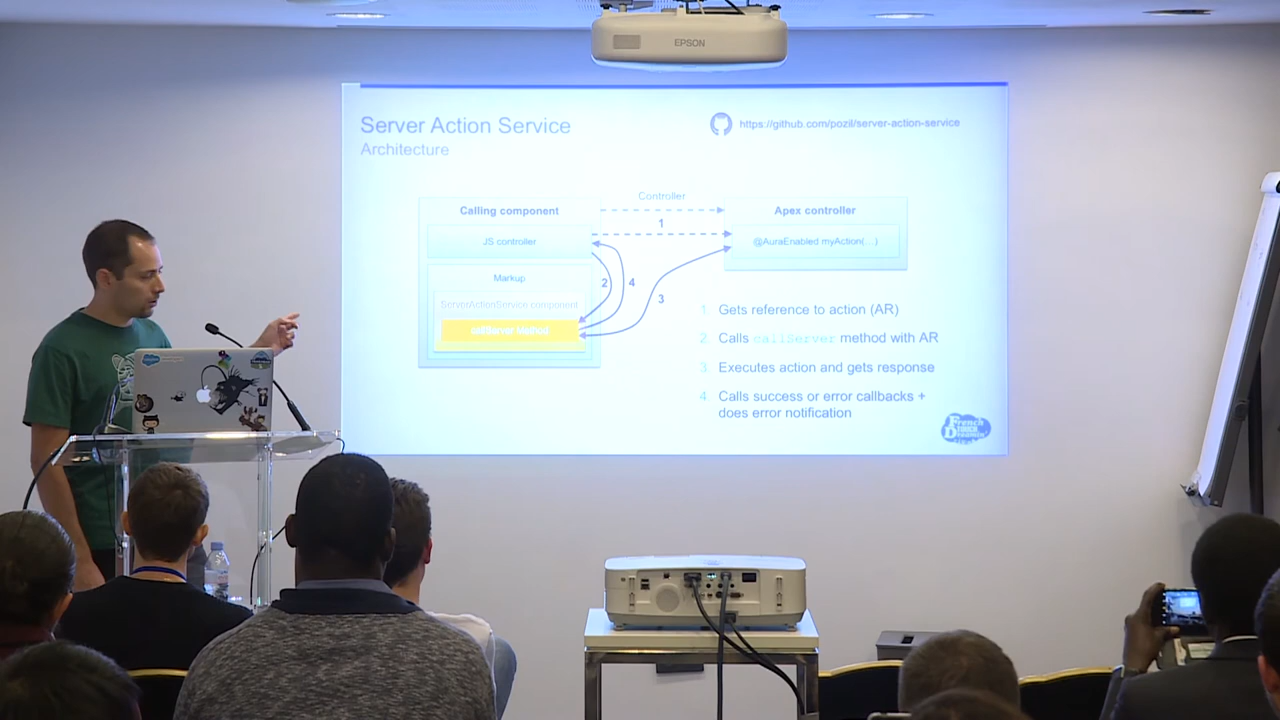 EPSON
Server Action Service
Architecture
https://github.com/pozil/server-action-service
Controller
Calling component
1
Apex controller
JS controller
@AuraEnabled myAction(...)
Markup
2
4
3
ServerActionService component
callServer Method
1. Gets reference to action (AR)
2. Calls callServer method with AR
3. Executes action and gets response
4. Calls success or error callbacks +
does error notification
French